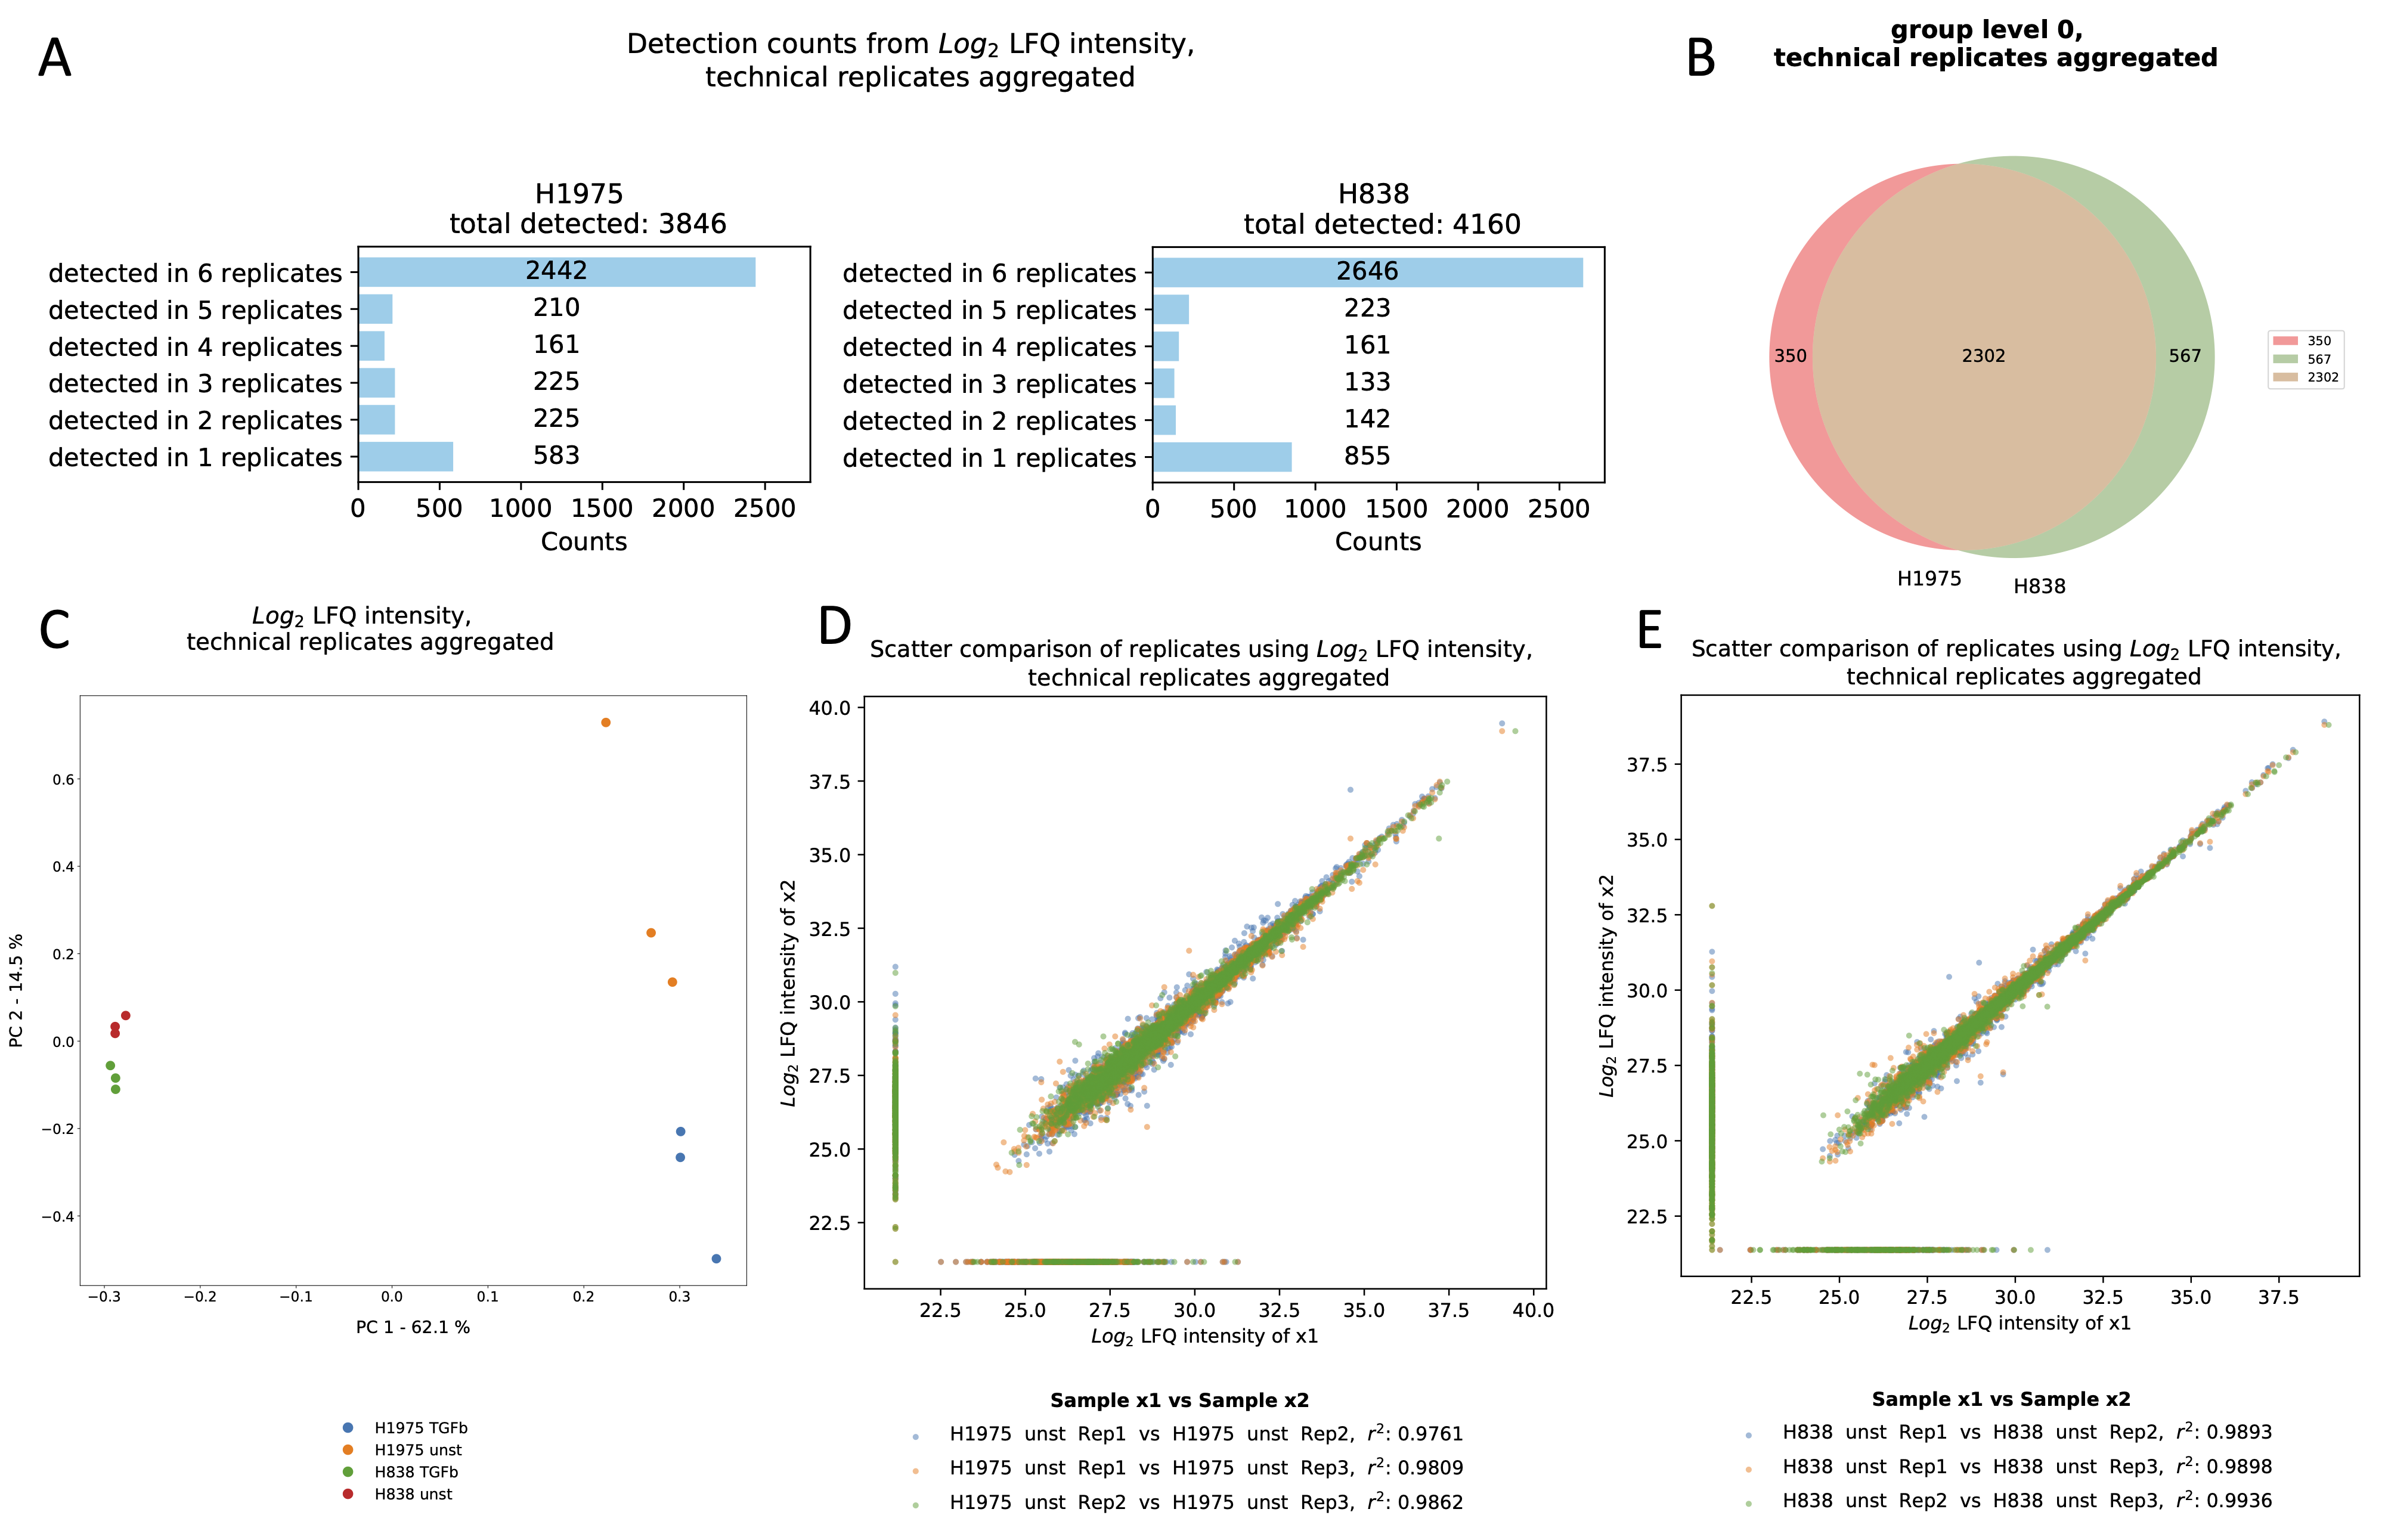 A
Detection counts from Log2 LFQ intensity,
technical replicates aggregated
H1975
total detected: 3846
detected in 6 replicates 2442
detected in 5 replicates 210
detected in 4 replicates 161
detected in 3 replicates 225
detected in 2 replicates 225
detected in 1 replicates 583
0 500 1000 1500 2000 2500
Counts
H838
total detected: 4160
detected in 6 replicates 2646
detected in 5 replicates 223
detected in 4 replicates 161
detected in 3 replicates 133
detected in 2 replicates 142
detected in 1 replicates 855
0 500 1000 1500 2000 2500
Counts
B
group level 0,
technical replicates aggregated
350 2302 567
H1975
H838
350
567
2302
C
Log2 LFQ intensity,
technical replicates aggregated
PC 2 - 14.5 %
0.6
0.4
0.2
0.0
−0.2
−0.4
−0.3 −0.2 −0.1 0.0 0.1 0.2 0.3
PC 1 - 62.1 %
H1975 TGFb
H1975 unst
H838 TGFb
H838 unst
D
Scatter comparison of replicates using Log2 LFQ intensity,
technical replicates aggregated
Log2 LFQ intensity of x2
40.0
37.5
35.0
32.5
30.0
27.5
25.0
22.5
22.5 25.0 27.5 30.0 32.5 35.0 37.5 40.0
Log2 LFQ intensity of x1
Sample x1 vs Sample x2
H1975 unst Rep1 vs H1975 unst Rep2, r2: 0.9761
H1975 unst Rep1 vs H1975 unst Rep3, r2: 0.9809
H1975 unst Rep2 vs H1975 unst Rep3, r2: 0.9862
E
Scatter comparison of replicates using Log2 LFQ intensity,
technical replicates aggregated
Log2 LFQ intensity of x2
37.5
35.0
32.5
30.0
27.5
25.0
22.5
22.5 25.0 27.5 30.0 32.5 35.0 37.5
Log2 LFQ intensity of x1
Sample x1 vs Sample x2
H838 unst Rep1 vs H838 unst Rep2, r2: 0.9893
H838 unst Rep1 vs H838 unst Rep3, r2: 0.9898
H838 unst Rep2 vs H838 unst Rep3, r2: 0.9936